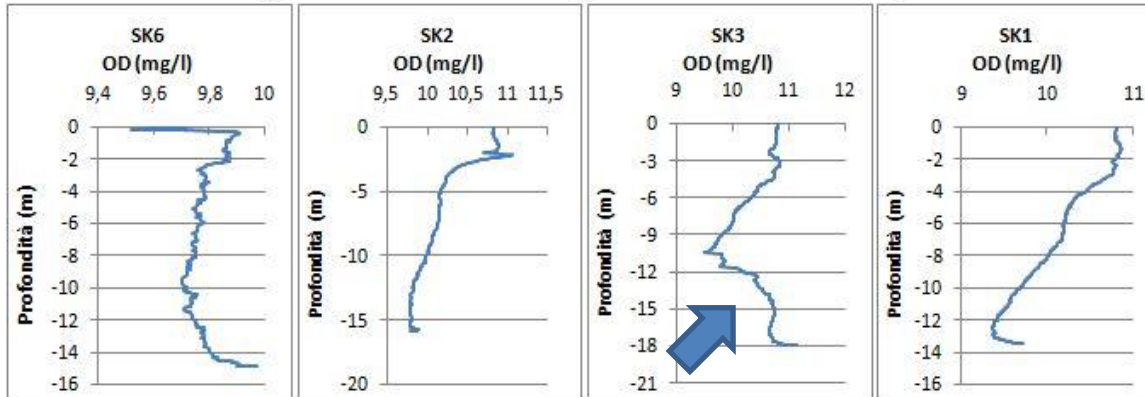 SK6
OD (mg/l)
9,4 9,6 9,8 10
Profondità (m)
0
-2
-4
-6
-8
-10
-12
-14
-16
SK2
OD (mg/l)
9,5 10 10,5 11 11,5
Profondità (m)
0
-5
-10
-15
-20
SK3
OD (mg/l)
9 10 11 12
Profondità (m)
0
-3
-6
-9
-12
-15
-18
-21
SK1
OD (mg/l)
9 10 11
Profondità (m)
0
-2
-4
-6
-8
-10
-12
-14
-16